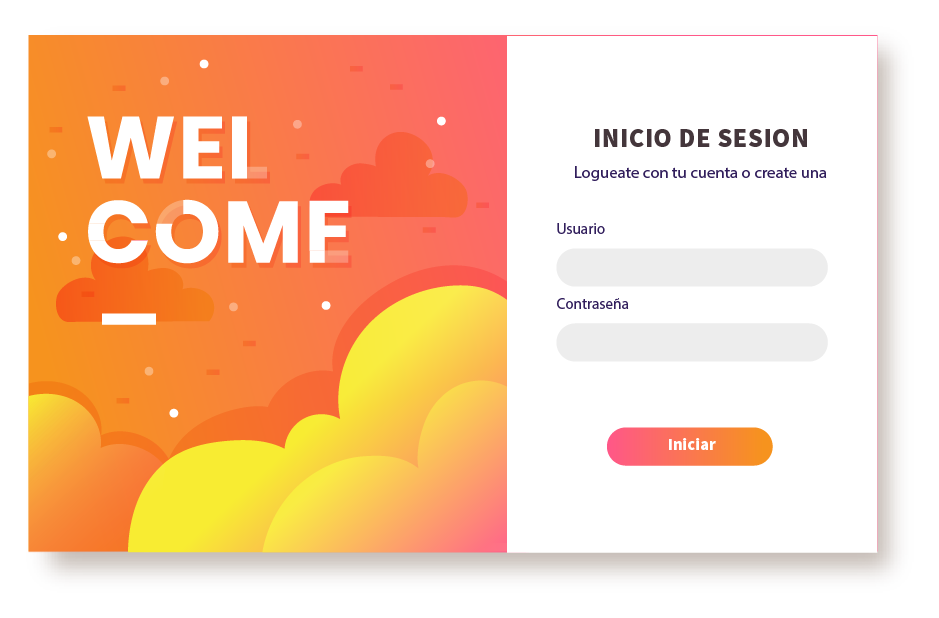 WEL
COME
INICIO DE SESION
Logueate con tu cuenta o create una
Usuario
Contraseña
Iniciar